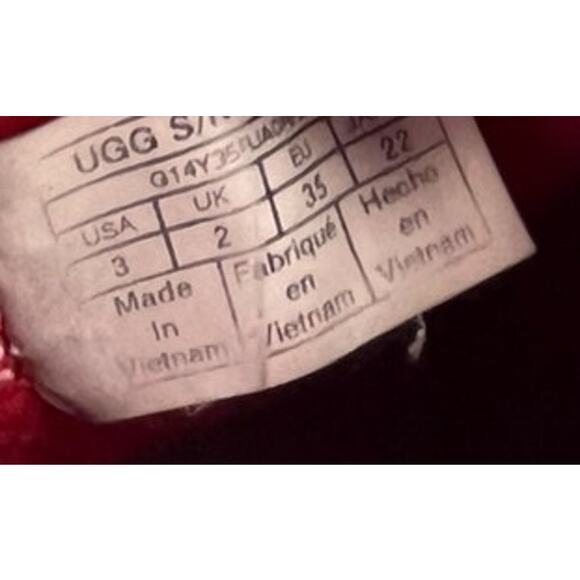 UGG S/N
USA UK EU
3 2 35 22
Made Fabriqué Hecho
in en en
Vietnam Vietnam Vietnam